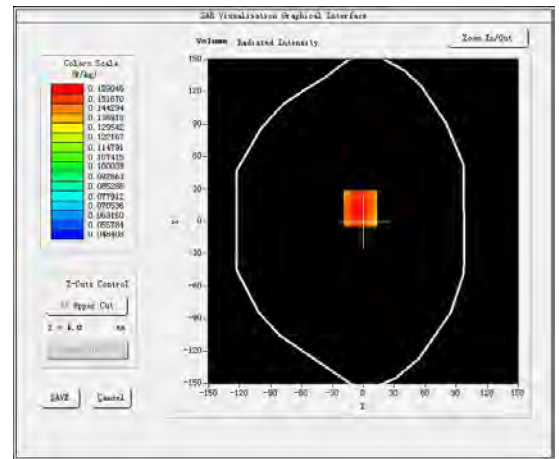 SAR Visualisation Graphical Interface
Volume Radiated Intensity
Zoom In/Out
Colors Scale
(W/kg)
0.159046
0.151670
0.144294
0.136918
0.129542
0.122167
0.114791
0.107415
0.100039
0.092663
0.085288
0.077912
0.070536
0.063160
0.055784
0.048408
150
90
30
0
-30
-60
-90
-120
-150
-150 -120 -90 -60 -30 0 30 60 90 120 150
Z-Cuts Control
Upper Cut
mm
SAVE
Cancel